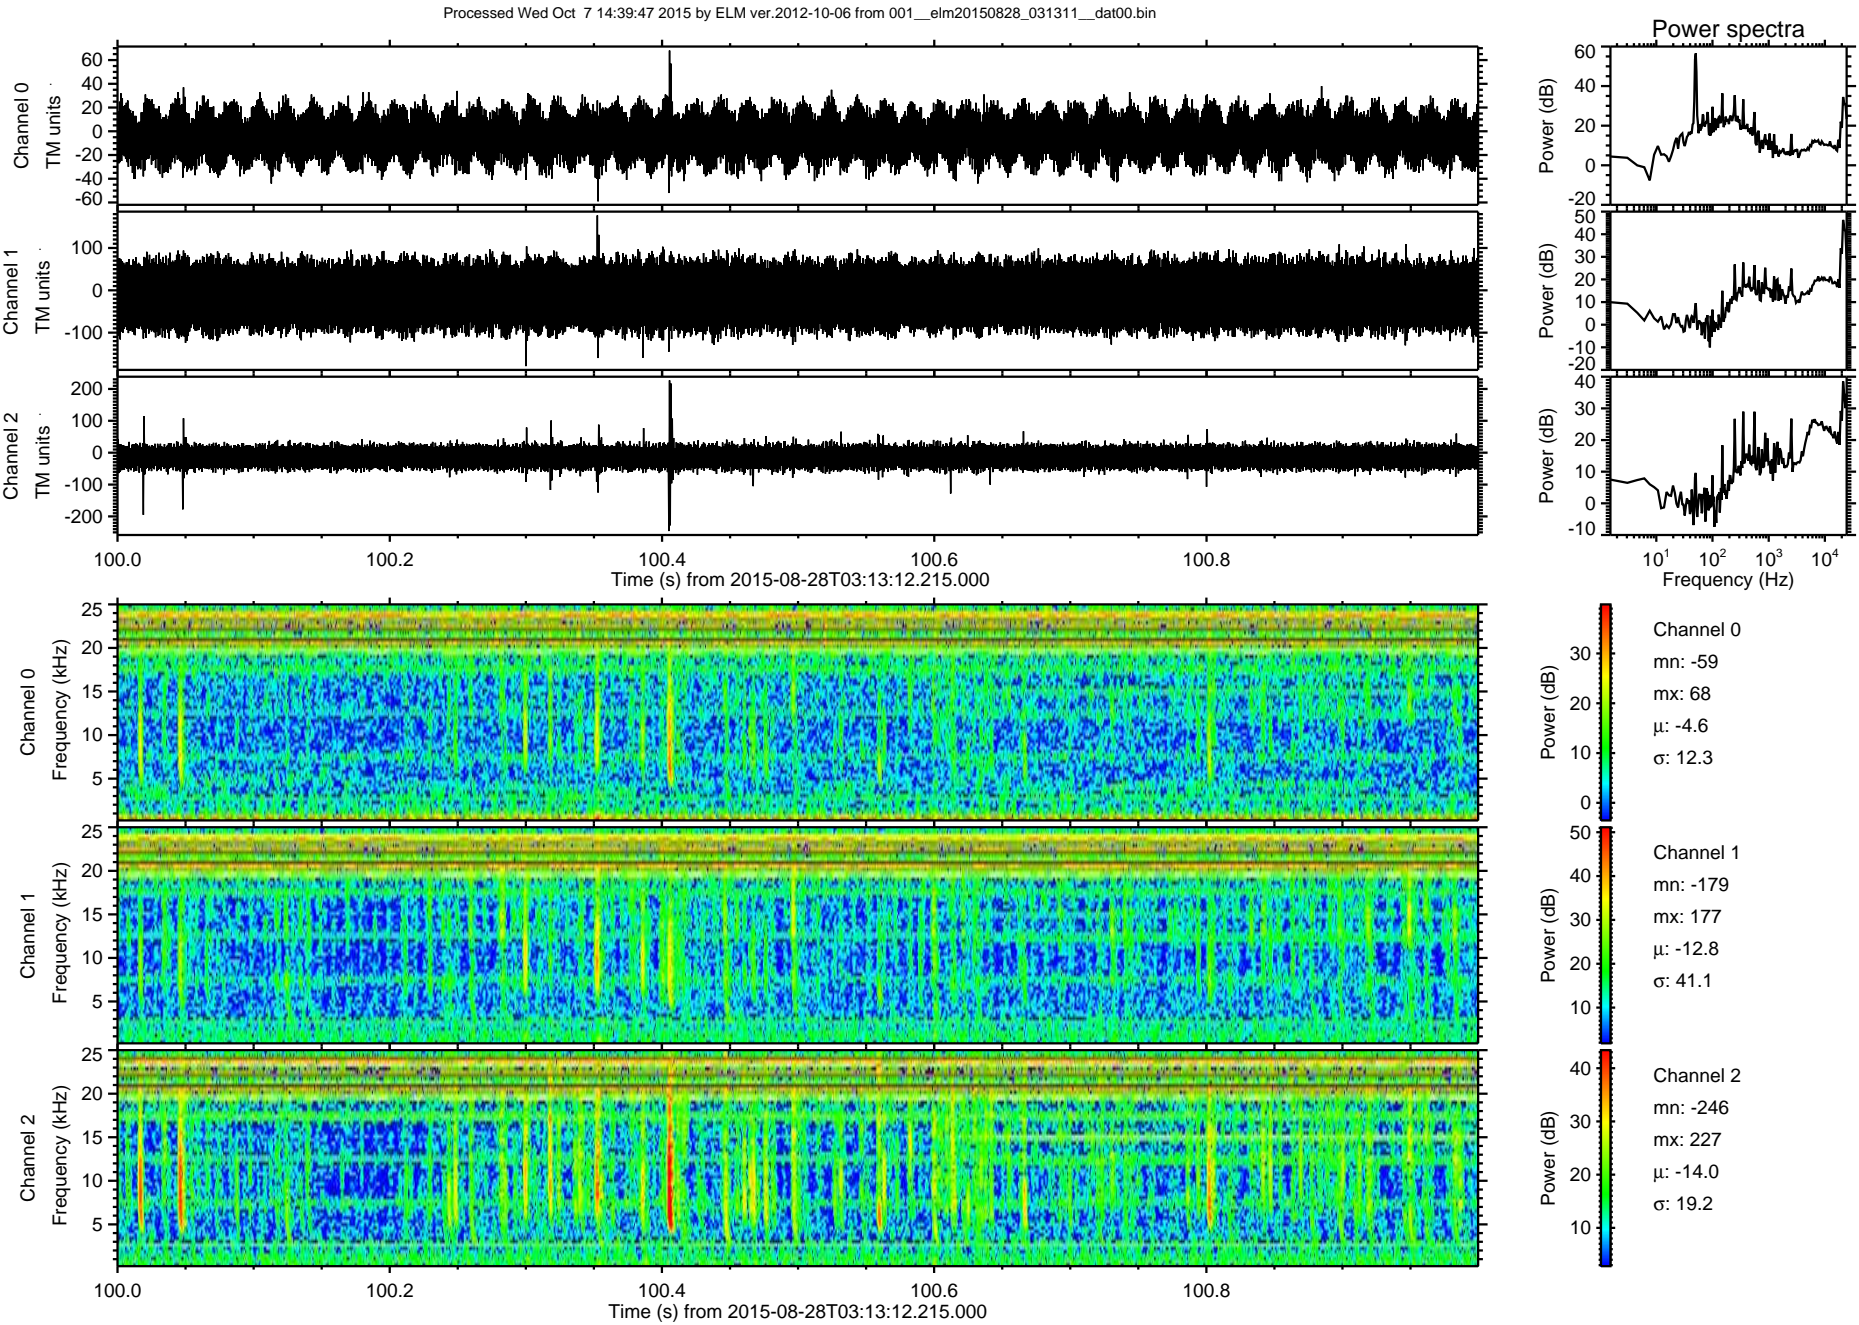 Processed Wed Oct 7 14:39:47 2015 by ELM ver.2012-10-06 from 001__elm20150828_031311__dat00.bin
Power spectra
Channel 0
TM units
60
40
20
0
-20
-40
-60
Power (dB)
60
40
20
0
-20
Channel 1
TM units
100
0
-100
Power (dB)
50
40
30
20
10
0
-10
-20
Channel 2
TM units
200
100
0
-100
-200
Power (dB)
40
30
20
10
0
-10
100.0 100.2 100.4 100.6 100.8
Time (s) from 2015-08-28T03:13:12.215.000
10¹ 10² 10³ 10⁴
Frequency (Hz)
Channel 0
Frequency (kHz)
25
20
15
10
5
Power (dB)
30
20
10
0
Channel 0
mn: -59
mx: 68
μ: -4.6
σ: 12.3
Channel 1
Frequency (kHz)
25
20
15
10
5
Power (dB)
50
40
30
20
10
Channel 1
mn: -179
mx: 177
μ: -12.8
σ: 41.1
Channel 2
Frequency (kHz)
25
20
15
10
5
Power (dB)
40
30
20
10
Channel 2
mn: -246
mx: 227
μ: -14.0
σ: 19.2
100.0 100.2 100.4 100.6 100.8
Time (s) from 2015-08-28T03:13:12.215.000